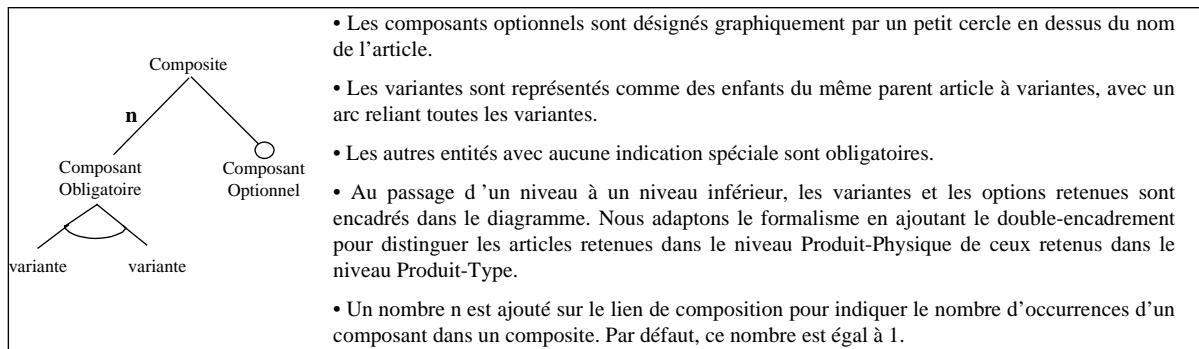 Composite
n
Composant
Obligatoire
Composant
Optionnel
variante
variante
• Les composants optionnels sont désignés graphiquement par un petit cercle en dessus du nom
de l'article.
• Les variantes sont représentés comme des enfants du même parent article à variantes, avec un
arc reliant toutes les variantes.
• Les autres entités avec aucune indication spéciale sont obligatoires.
• Au passage d 'un niveau à un niveau inférieur, les variantes et les options retenues sont
encadrés dans le diagramme. Nous adaptons le formalisme en ajoutant le double-encadrement
pour distinguer les articles retenues dans le niveau Produit-Physique de ceux retenus dans le
niveau Produit-Type.
• Un nombre n est ajouté sur le lien de composition pour indiquer le nombre d'occurrences d'un
composant dans un composite. Par défaut, ce nombre est égal à 1.